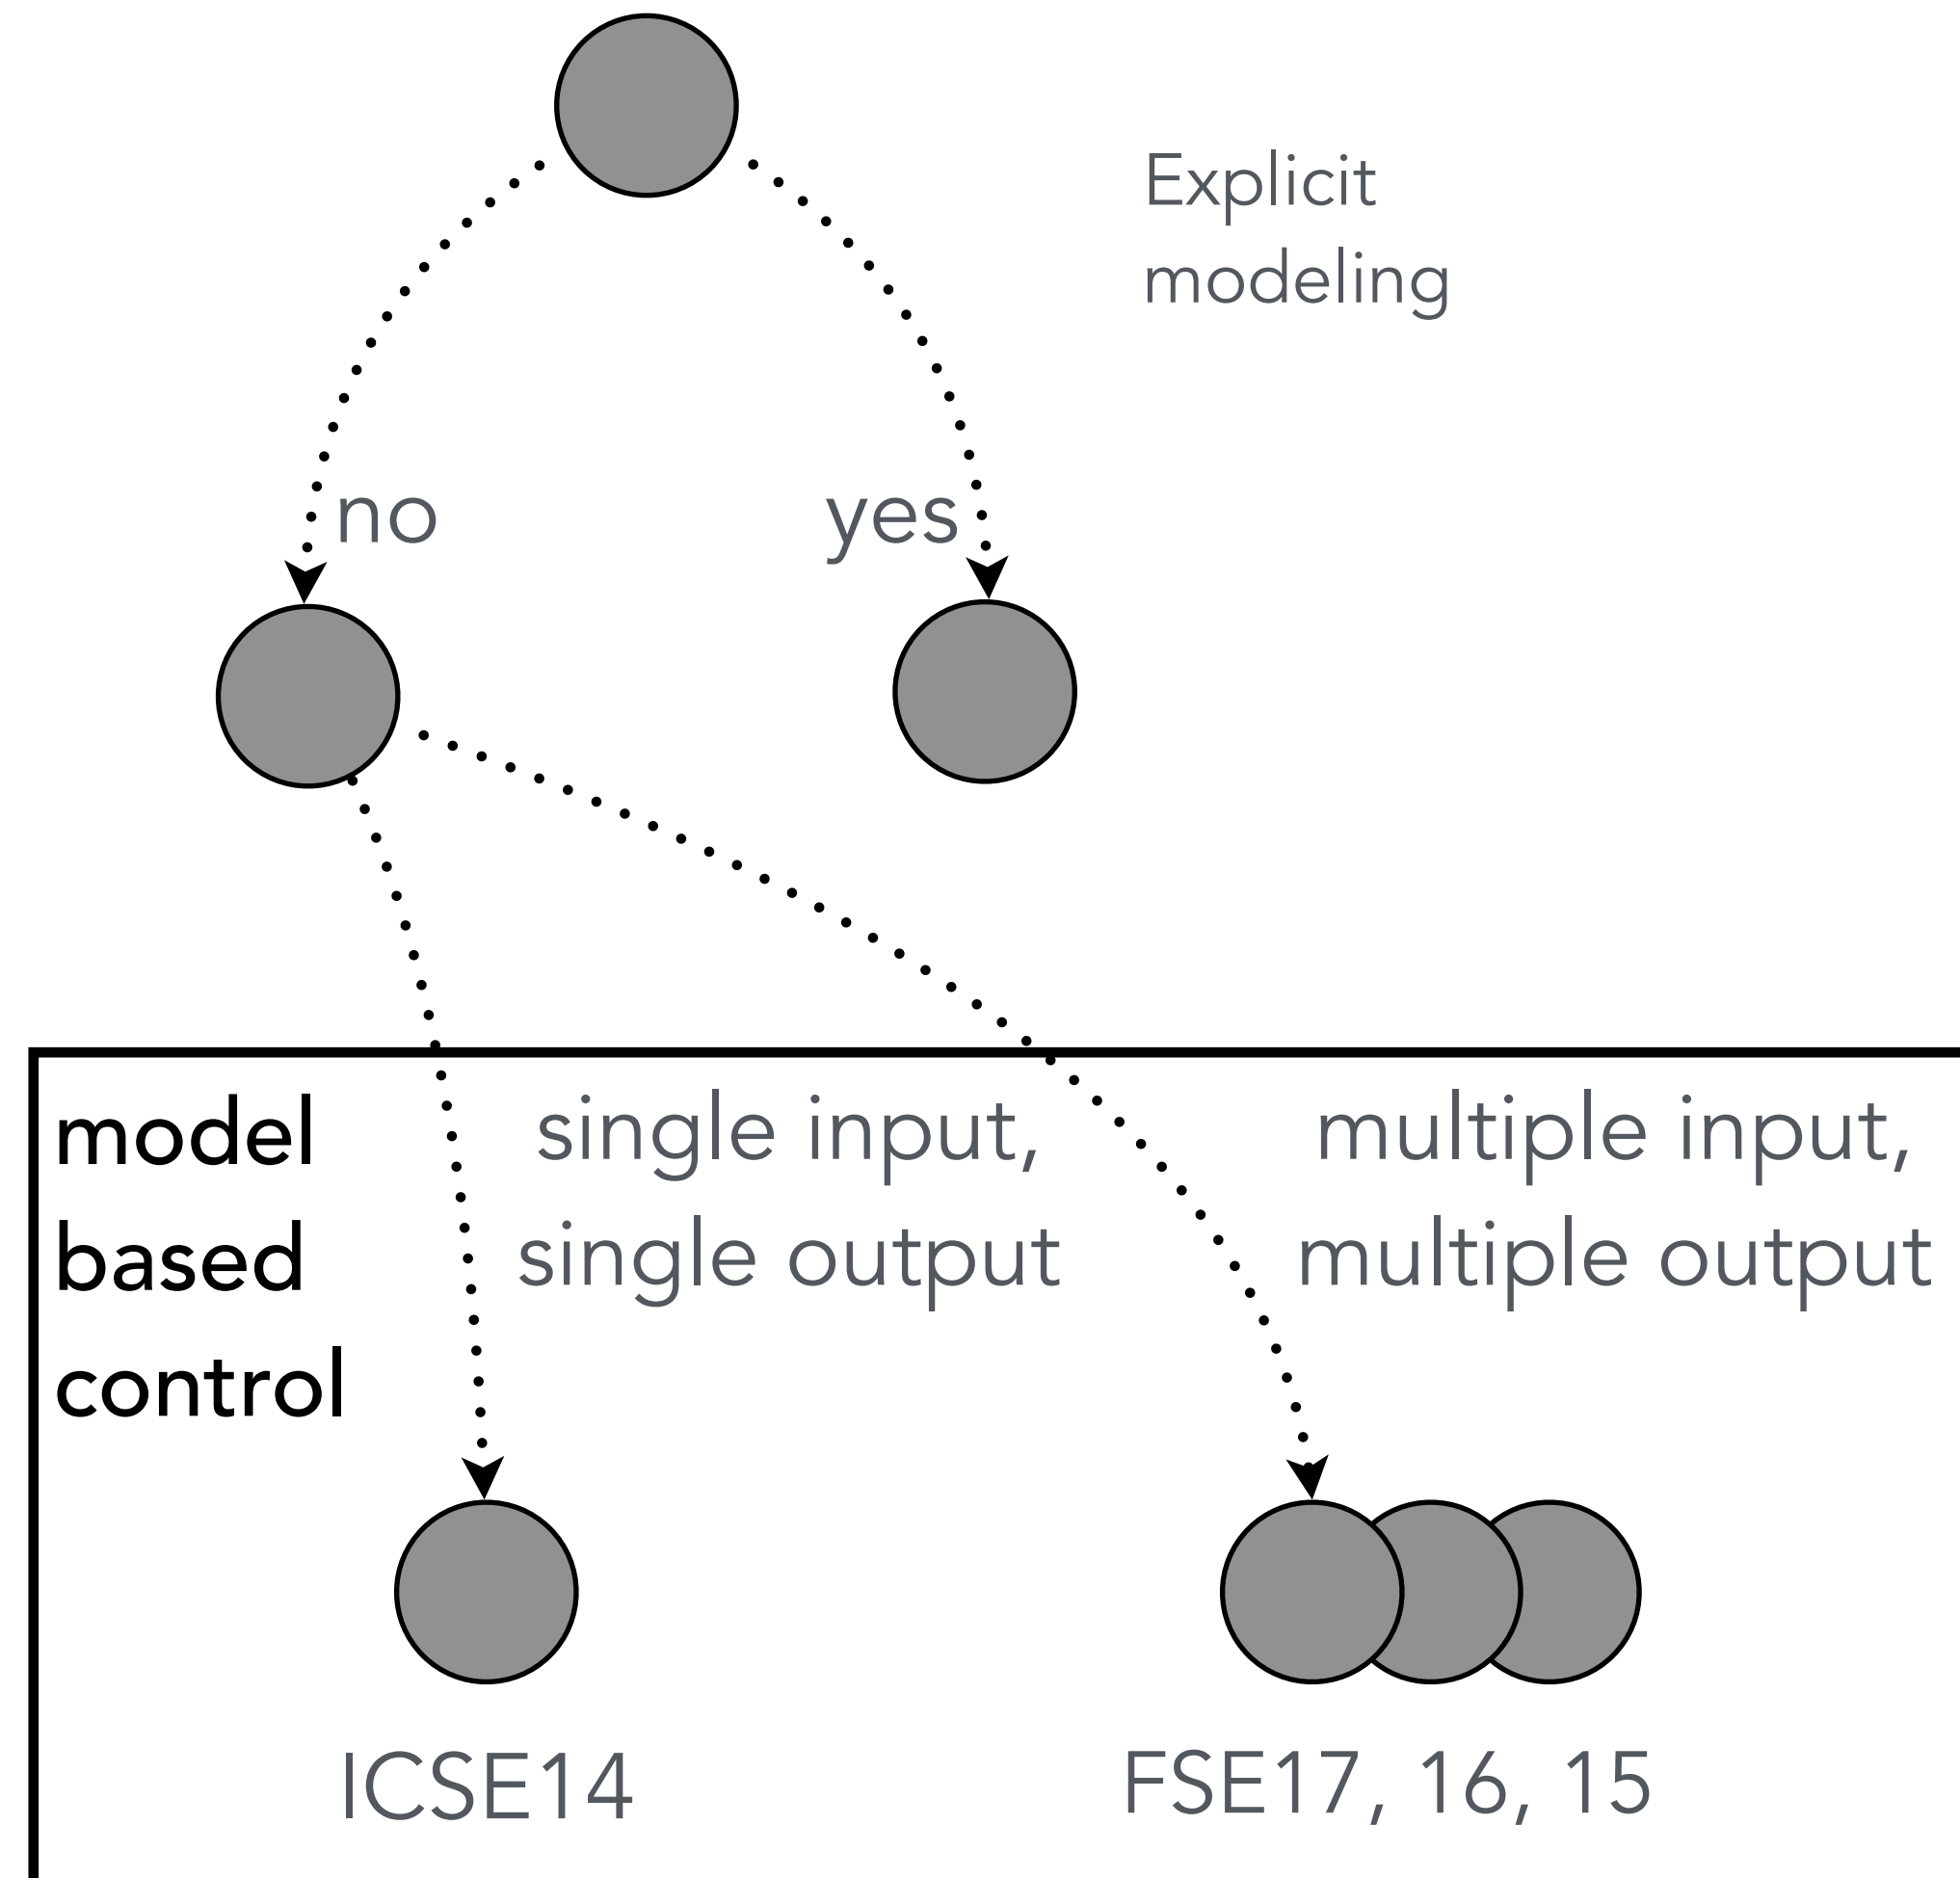 Explicit
modeling
no
yes
model
based
control
single input,
single output
multiple input,
multiple output
ICSE14
FSE17, 16, 15